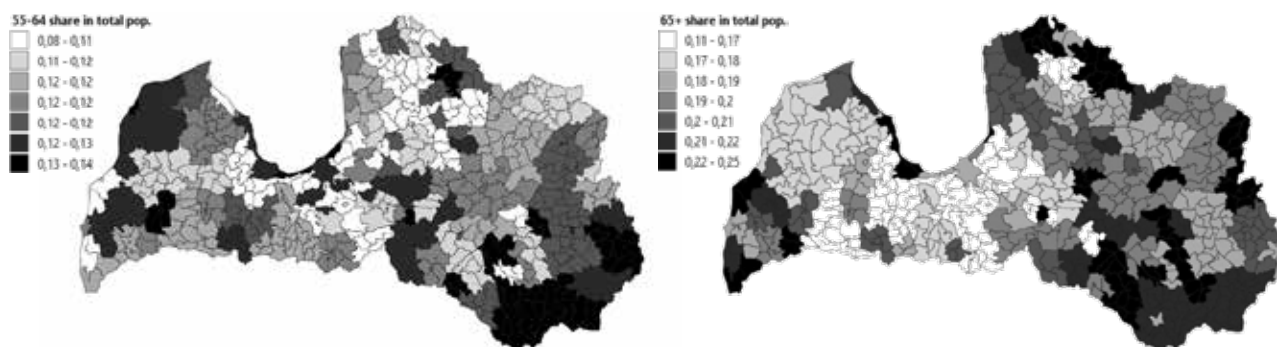 55-64 share in total pop.
0,08 - 0,11
0,11 - 0,12
0,12 - 0,12
0,12 - 0,12
0,12 - 0,12
0,12 - 0,13
0,13 - 0,14
65+ share in total pop.
0,11 - 0,17
0,17 - 0,18
0,18 - 0,19
0,19 - 0,2
0,2 - 0,21
0,21 - 0,22
0,22 - 0,25